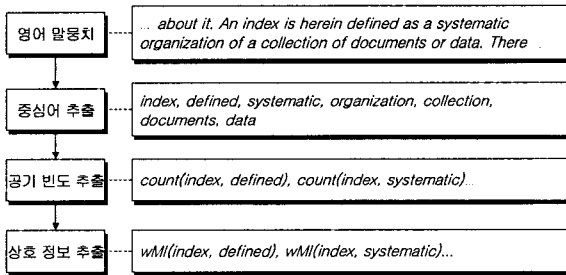 영어 말뭉치
... about it. An index is herein defined as a systematic
organization of a collection of documents or data. There ...
중심어 추출
index, defined, systematic, organization, collection,
documents, data
공기 빈도 추출
count(index, defined), count(index, systematic)...
상호 정보 추출
wMI(index, defined), wMI(index, systematic)...